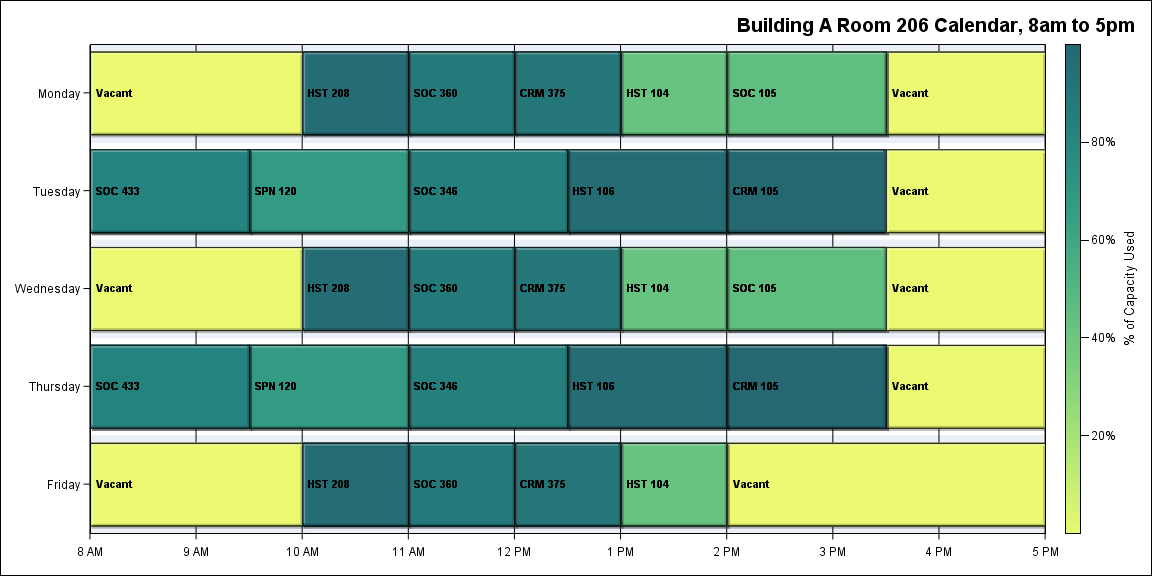 Building A Room 206 Calendar, 8am to 5pm
Monday
Vacant
HST 208
SOC 360
CRM 375
HST 104
SOC 105
Vacant
Tuesday
SOC 433
SPN 120
SOC 346
HST 106
CRM 105
Vacant
Wednesday
Vacant
HST 208
SOC 360
CRM 375
HST 104
SOC 105
Vacant
Thursday
SOC 433
SPN 120
SOC 346
HST 106
CRM 105
Vacant
Friday
Vacant
HST 208
SOC 360
CRM 375
HST 104
Vacant
8 AM
9 AM
10 AM
11 AM
12 PM
1 PM
2 PM
3 PM
4 PM
5 PM
80%
60%
40%
20%
% of Capacity Used